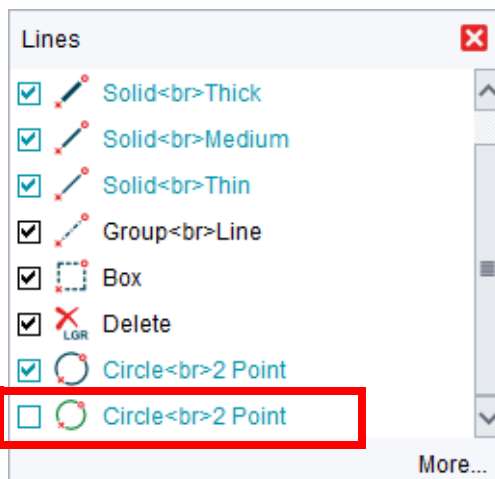 Lines
Solid<br>Thick
Solid<br>Medium
Solid<br>Thin
Group<br>Line
Box
LGR Delete
Circle<br>2 Point
Circle<br>2 Point
More...